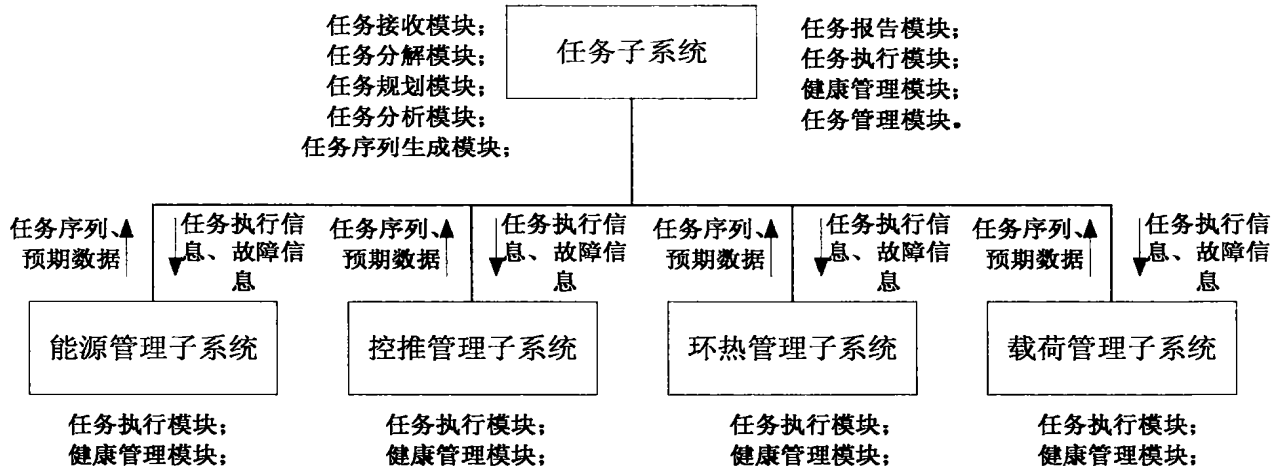 任务接收模块；
任务分解模块；
任务规划模块；
任务分析模块；
任务序列生成模块；
任务子系统
任务报告模块；
任务执行模块；
健康管理模块；
任务管理模块。
任务序列、
预期数据
任务执行信
息、故障信
息
任务序列、
预期数据
任务执行信
息、故障信
息
任务序列、
预期数据
任务执行信
息、故障信
息
任务序列、
预期数据
任务执行信
息、故障信
息
能源管理子系统
控推管理子系统
环热管理子系统
载荷管理子系统
任务执行模块；
健康管理模块；
任务执行模块；
健康管理模块；
任务执行模块；
健康管理模块；
任务执行模块；
健康管理模块；